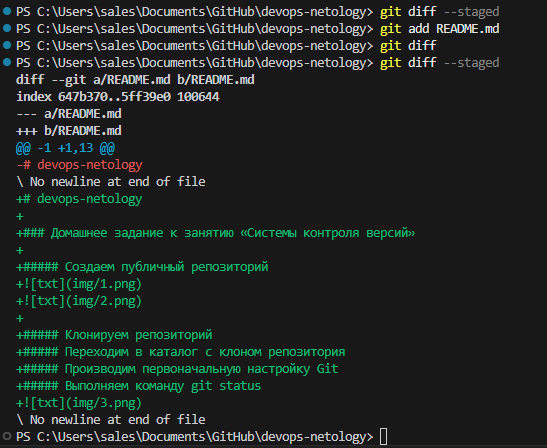 PS C:\Users\sales\Documents\GitHub\devops-netology> git diff --staged
PS C:\Users\sales\Documents\GitHub\devops-netology> git add README.md
PS C:\Users\sales\Documents\GitHub\devops-netology> git diff
PS C:\Users\sales\Documents\GitHub\devops-netology> git diff --staged
diff --git a/README.md b/README.md
index 647b370..5ff39e0 100644
--- a/README.md
+++ b/README.md
@@ -1 +1,13 @@
-# devops-netology
\ No newline at end of file
+# devops-netology
+
+### Домашнее задание к занятию «Системы контроля версий»
+
+##### Создаем публичный репозиторий
+![txt](img/1.png)
+![txt](img/2.png)
+
+##### Клонируем репозиторий
+##### Переходим в каталог с клоном репозитория
+##### Производим первоначальную настройку Git
+##### Выполняем команду git status
+![txt](img/3.png)
\ No newline at end of file
PS C:\Users\sales\Documents\GitHub\devops-netology>